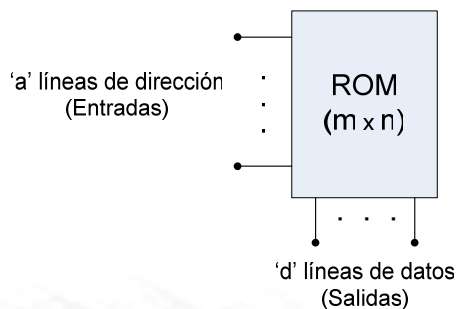 'a' líneas de dirección
(Entradas)
ROM
(m x n)
'd' líneas de datos
(Salidas)